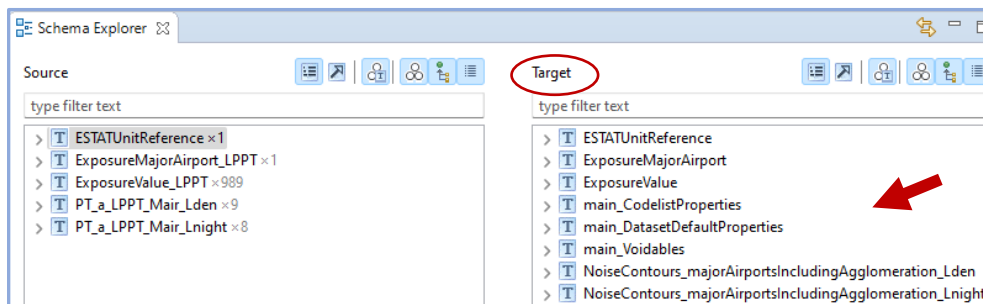 Schema Explorer
Source
type filter text
ESTATUnitReference ×1
ExposureMajorAirport_LPPT ×1
ExposureValue_LPPT ×989
PT_a_LPPT_Mair_Lden ×9
PT_a_LPPT_Mair_Lnight ×8
Target
type filter text
ESTATUnitReference
ExposureMajorAirport
ExposureValue
main_CodelistProperties
main_DatasetDefaultProperties
main_Voidables
NoiseContours_majorAirportsIncludingAgglomeration_Lden
NoiseContours_majorAirportsIncludingAgglomeration_Lnight